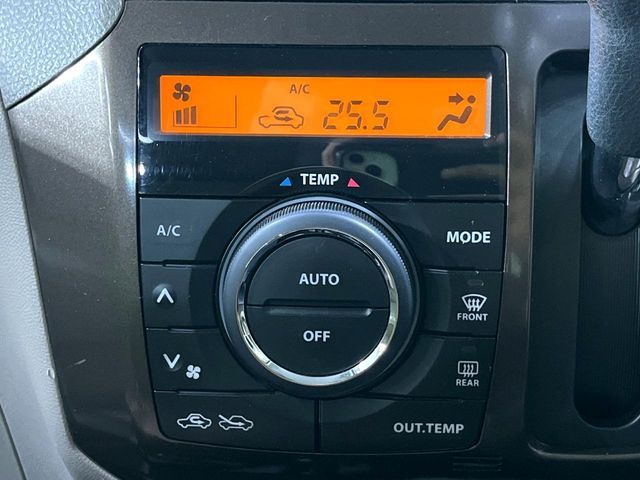 A/C
25.5
TEMP
A/C
MODE
AUTO
OFF
FRONT
REAR
OUT.TEMP